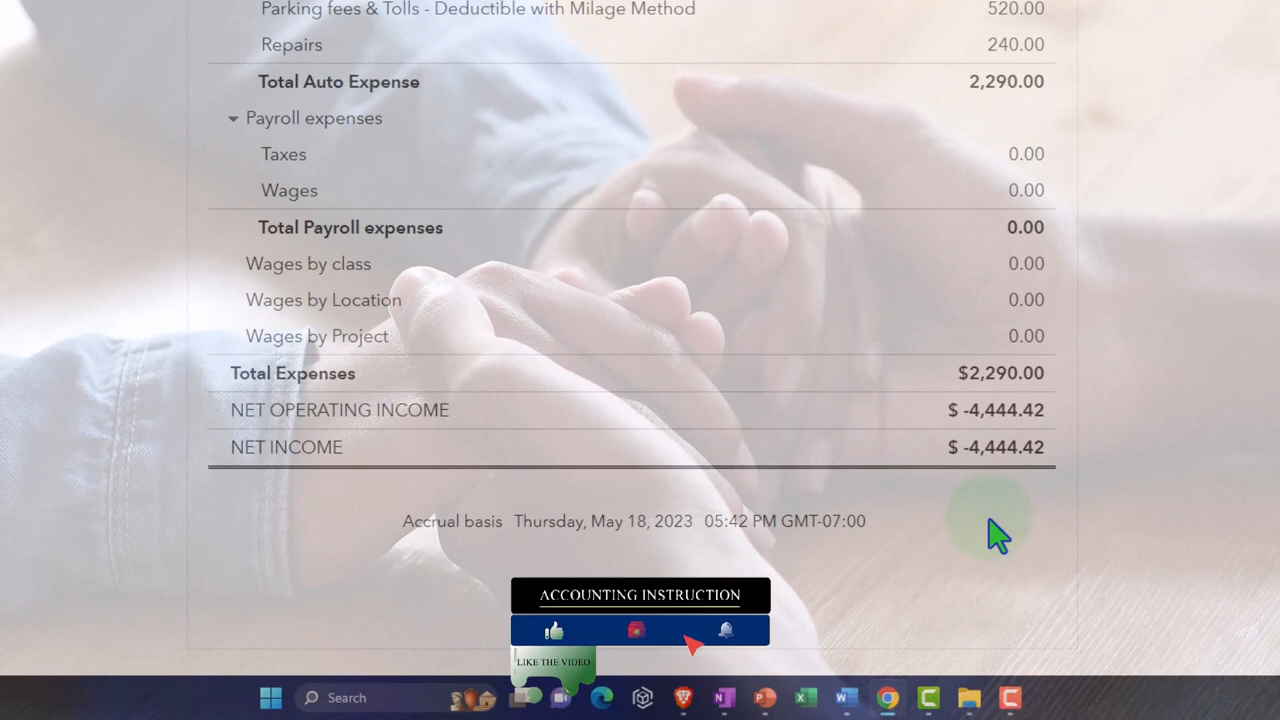 Parking fees & Tolls - Deductible with Milage Method 520.00
Repairs 240.00
Total Auto Expense 2,290.00
Payroll expenses
Taxes 0.00
Wages 0.00
Total Payroll expenses 0.00
Wages by class 0.00
Wages by Location 0.00
Wages by Project 0.00
Total Expenses $2,290.00
NET OPERATING INCOME $ -4,444.42
NET INCOME $ -4,444.42
Accrual basis Thursday, May 18, 2023 05:42 PM GMT-07:00
ACCOUNTING INSTRUCTION
LIKE THE VIDEO
Search